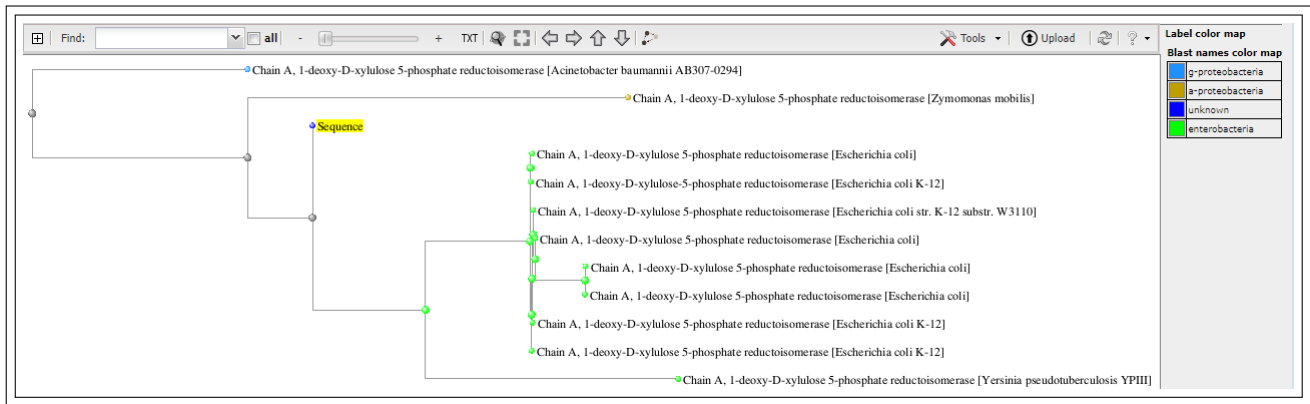 Find:
all
-
+
TXT
Tools
Upload
?
Label color map
Blast names color map
g-proteobacteria
a-proteobacteria
unknown
enterobacteria
Chain A, 1-deoxy-D-xylulose 5-phosphate reductoisomerase [Acinetobacter baumannii AB307-0294]
Chain A, 1-deoxy-D-xylulose 5-phosphate reductoisomerase [Zymomonas mobilis]
Sequence
Chain A, 1-deoxy-D-xylulose 5-phosphate reductoisomerase [Escherichia coli]
Chain A, 1-deoxy-D-xylulose-5-phosphate reductoisomerase [Escherichia coli K-12]
Chain A, 1-deoxy-D-xylulose 5-phosphate reductoisomerase [Escherichia coli str. K-12 substr. W3110]
Chain A, 1-deoxy-D-xylulose 5-phosphate reductoisomerase [Escherichia coli]
Chain A, 1-deoxy-D-xylulose 5-phosphate reductoisomerase [Escherichia coli]
Chain A, 1-deoxy-D-xylulose 5-phosphate reductoisomerase [Escherichia coli]
Chain A, 1-deoxy-D-xylulose 5-phosphate reductoisomerase [Escherichia coli K-12]
Chain A, 1-deoxy-D-xylulose 5-phosphate reductoisomerase [Escherichia coli K-12]
Chain A, 1-deoxy-D-xylulose 5-phosphate reductoisomerase [Yersinia pseudotuberculosis YPIII]